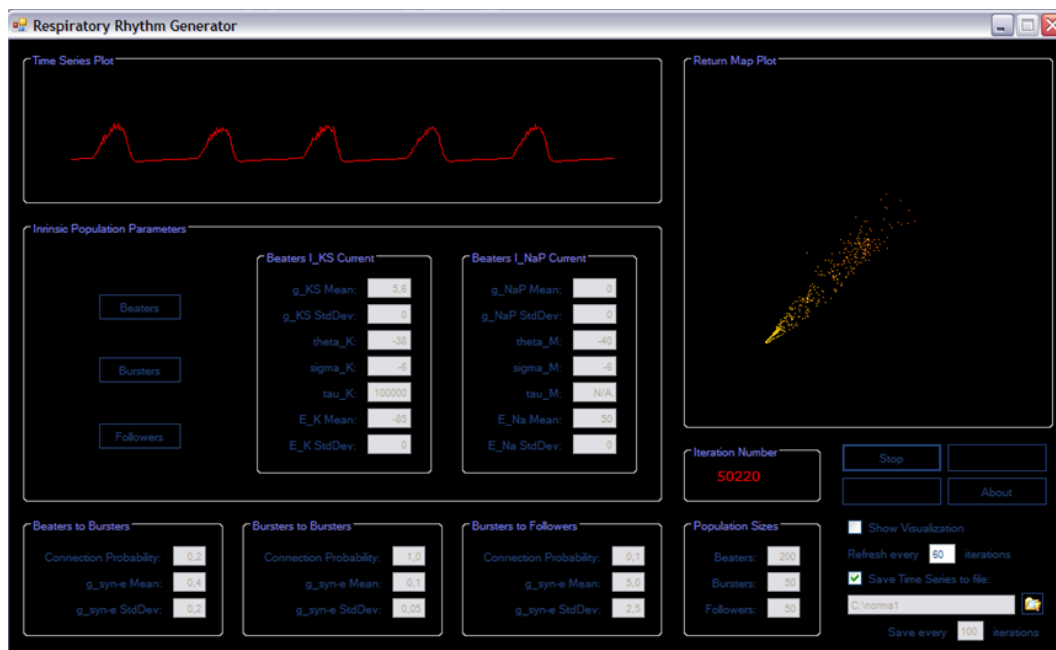 Respiratory Rhythm Generator
Time Series Plot
Return Map Plot
Intrinsic Population Parameters
Beaters
Bursters
Followers
Beaters I_KS Current
g_KS Mean: 5,6
g_KS StdDev: 0
theta_K: -38
sigma_K: -6
tau_K: 100000
E_K Mean: -85
E_K StdDev: 0
Beaters I_NaP Current
g_NaP Mean: 0
g_NaP StdDev: 0
theta_M: -40
sigma_M: -6
tau_M: N/A
E_Na Mean: 50
E_Na StdDev: 0
Iteration Number
50220
Stop
About
Beaters to Bursters
Connection Probability: 0,2
g_syn-e Mean: 0,4
g_syn-e StdDev: 0,2
Bursters to Bursters
Connection Probability: 1,0
g_syn-e Mean: 0,1
g_syn-e StdDev: 0,05
Bursters to Followers
Connection Probability: 0,1
g_syn-e Mean: 5,0
g_syn-e StdDev: 2,5
Population Sizes
Beaters: 200
Bursters: 50
Followers: 50
Show Visualization
Refresh every 60 iterations
Save Time Series to file:
C:\norma1
Save every 100 iterations